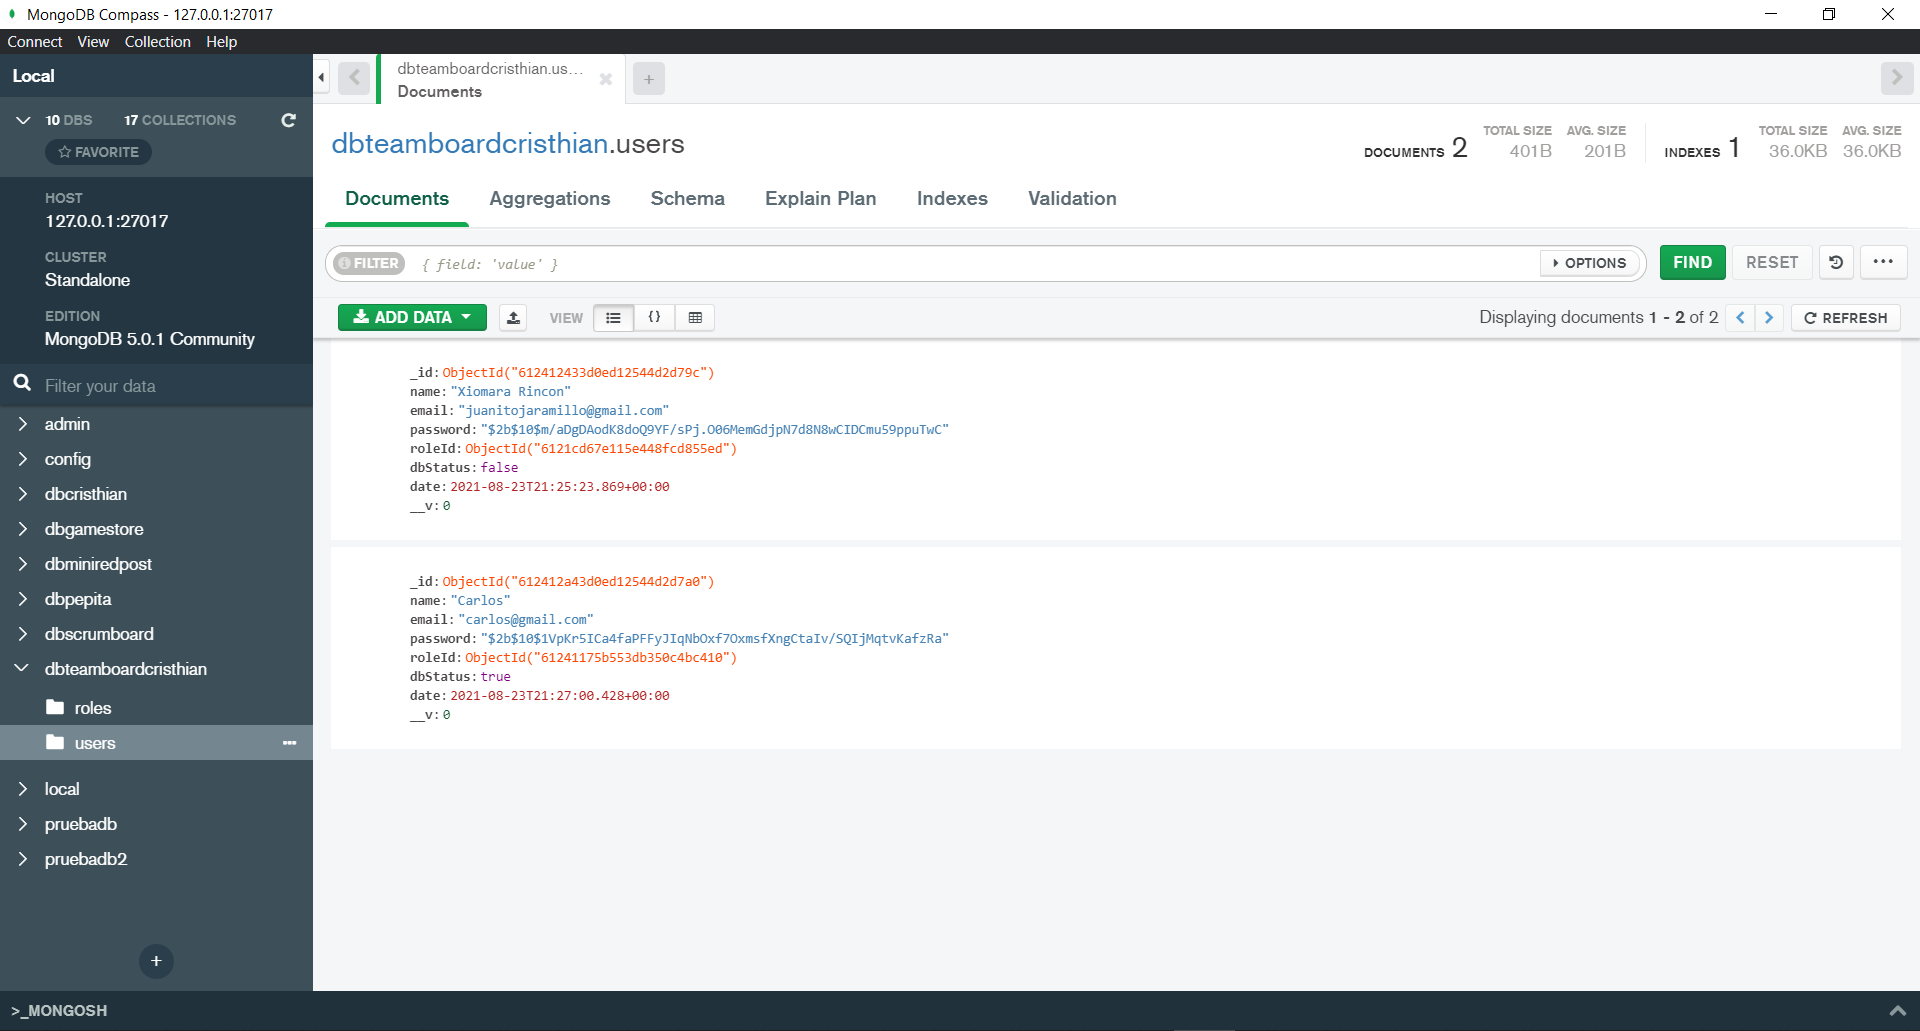 MongoDB Compass - 127.0.0.1:27017
Connect View Collection Help
Local
10 DBS 17 COLLECTIONS
FAVORITE
HOST
127.0.0.1:27017
CLUSTER
Standalone
EDITION
MongoDB 5.0.1 Community
Filter your data
admin
config
dbcristhian
dbgamestore
dbminiredpost
dbpepita
dbscrumboard
dbteamboardcristhian
roles
users
local
pruebadb
pruebadb2
+
>_MONGOSH
dbteamboardcristhian.us...
Documents
+
dbteamboardcristhian.users
DOCUMENTS 2
TOTAL SIZE
401B
AVG. SIZE
201B
INDEXES 1
TOTAL SIZE
36.0KB
AVG. SIZE
36.0KB
Documents Aggregations Schema Explain Plan Indexes Validation
FILTER { field: 'value' } OPTIONS FIND RESET ...
ADD DATA VIEW {} Displaying documents 1 - 2 of 2 REFRESH
_id: ObjectId("612412433d0ed12544d2d79c")
name: "Xiomara Rincon"
email: "juanitojaramillo@gmail.com"
password: "$2b$10$m/aDgDAodK8doQ9YF/sPj.O06MemGdjpN7d8N8wCIDCmu59ppuTwC"
roleId: ObjectId("6121cd67e115e448fcd855ed")
dbStatus: false
date: 2021-08-23T21:25:23.869+00:00
__v: 0
_id: ObjectId("612412a43d0ed12544d2d7a0")
name: "Carlos"
email: "carlos@gmail.com"
password: "$2b$10$1VpKr5ICa4faPFFyJIqNbOxf7OxmsfXngCtaIv/SQIjMqtvKafzRa"
roleId: ObjectId("61241175b553db350c4bc410")
dbStatus: true
date: 2021-08-23T21:27:00.428+00:00
__v: 0